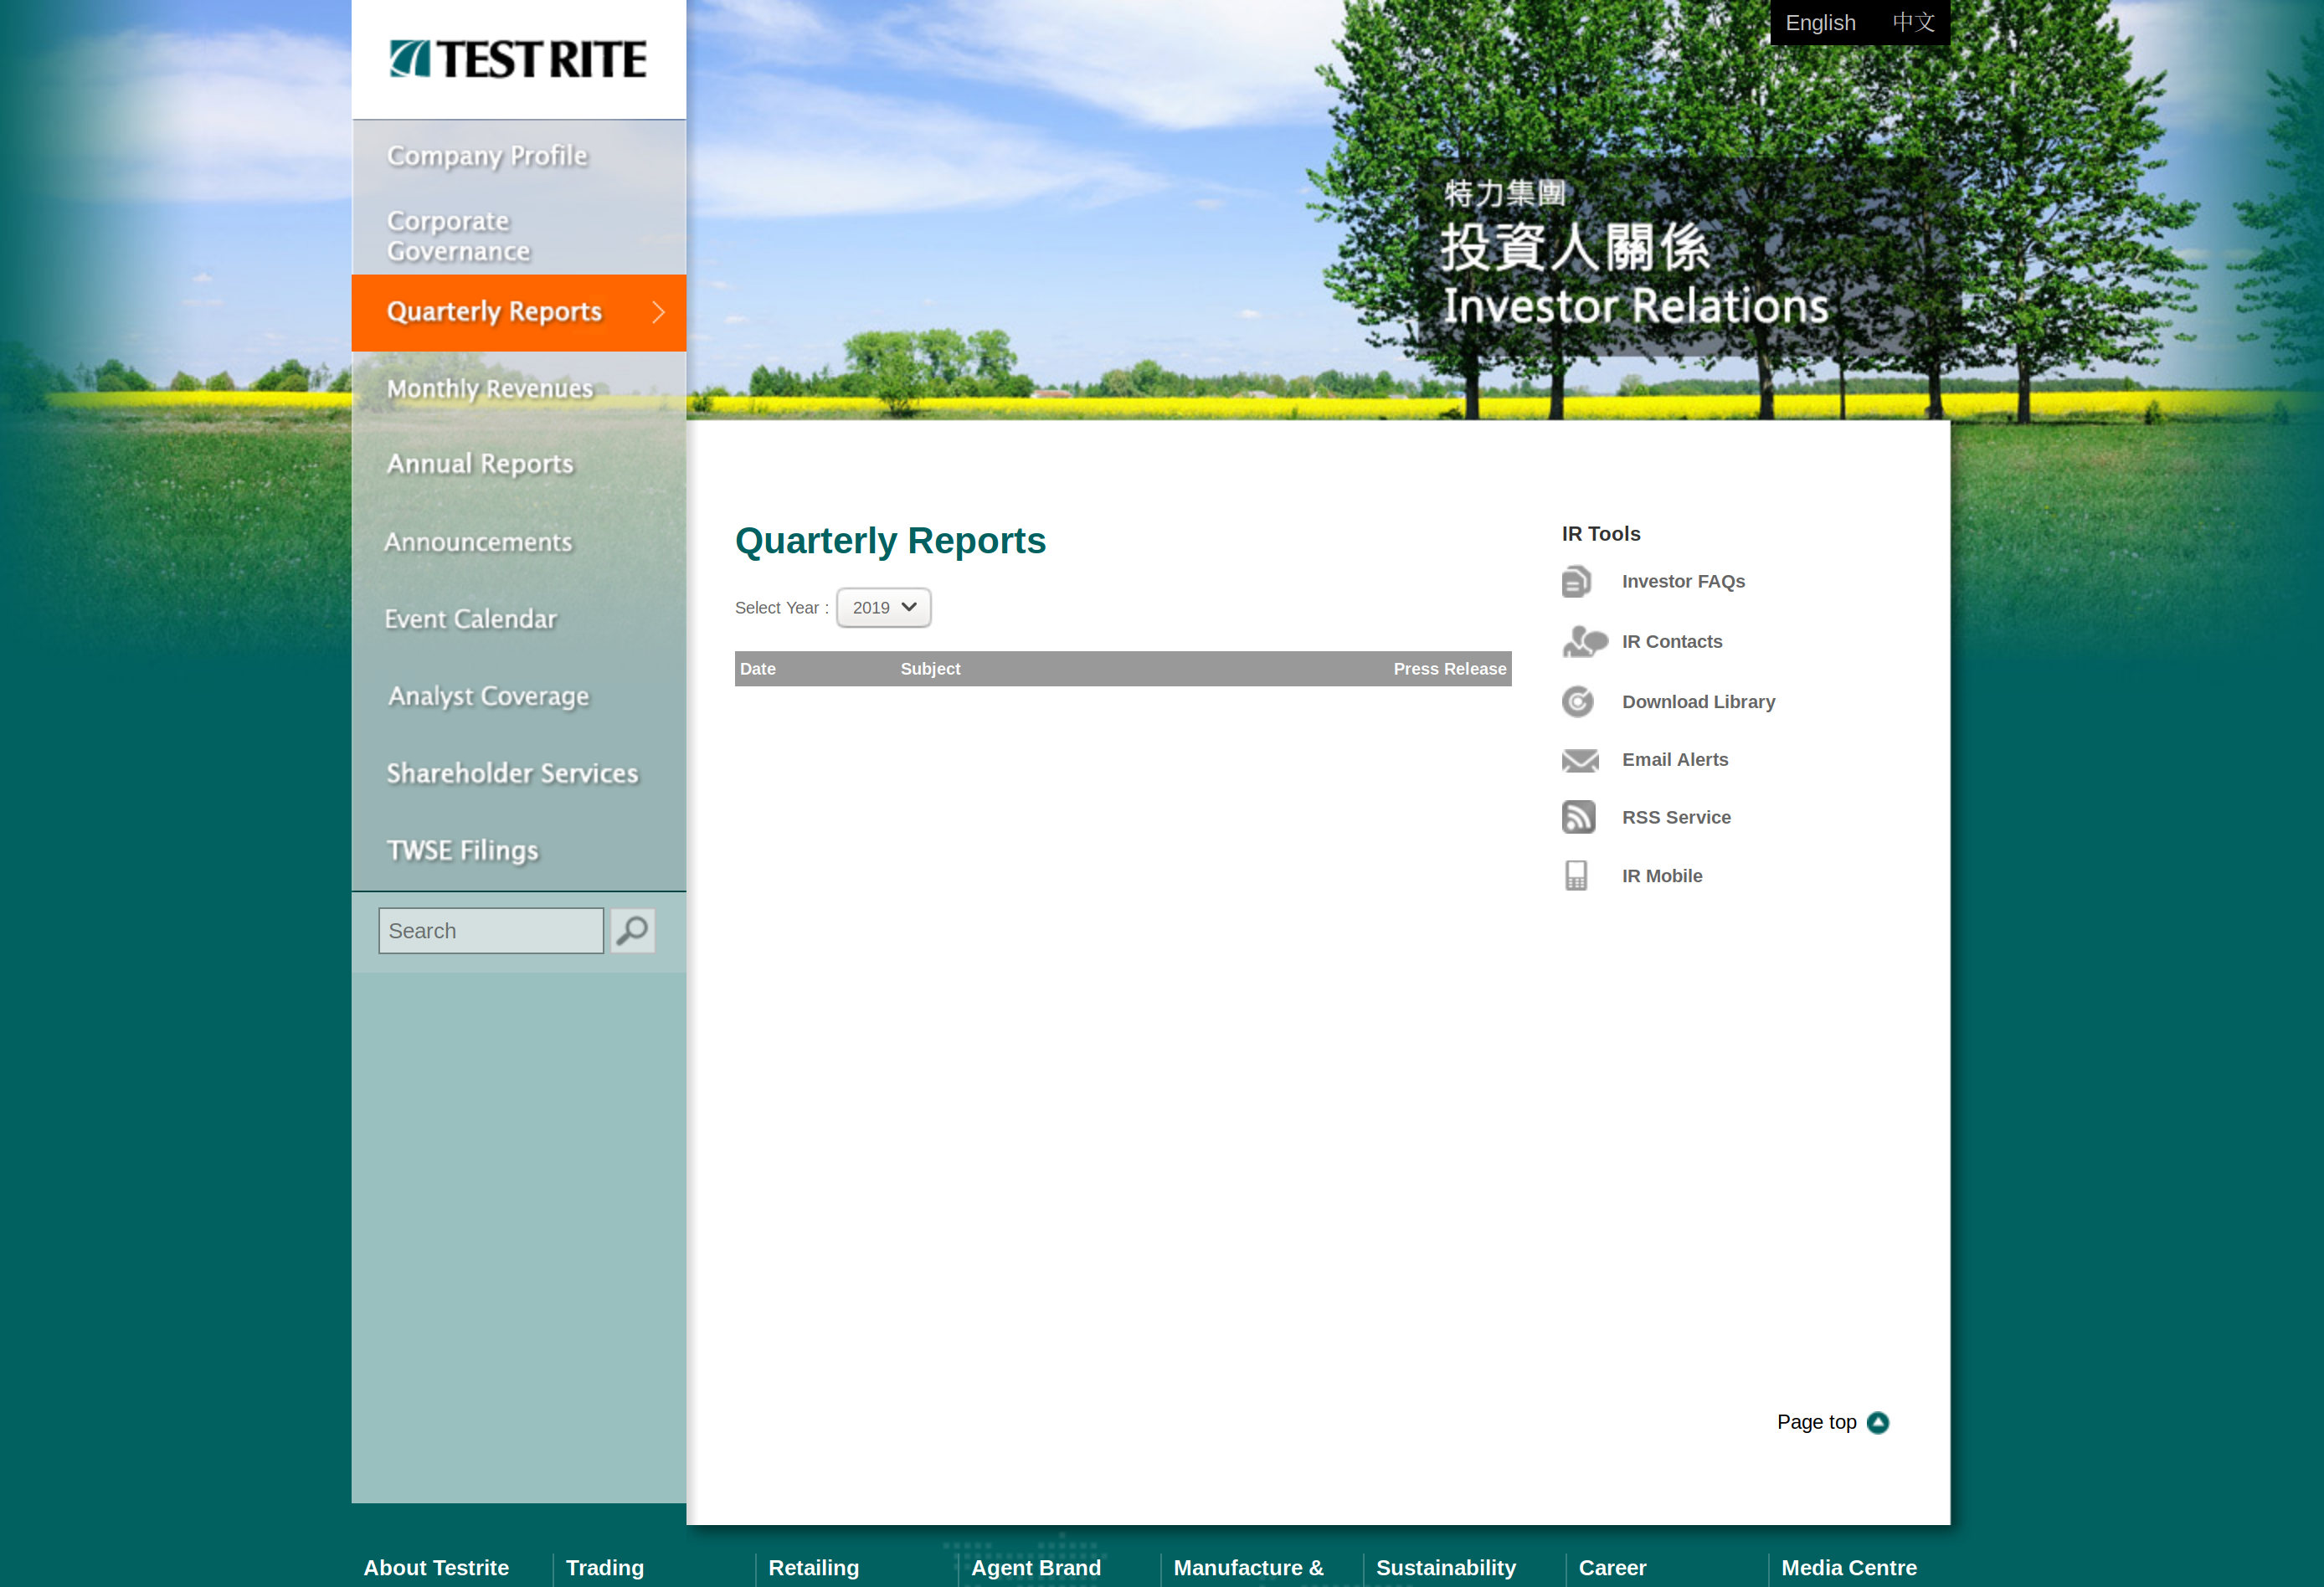 TEST RITE
English 中文
Company Profile
Corporate
Governance
Quarterly Reports
Monthly Revenues
Annual Reports
Announcements
Event Calendar
Analyst Coverage
Shareholder Services
TWSE Filings
Search
特力集團
投資人關係
Investor Relations
Quarterly Reports
Select Year : 2019
Date Subject Press Release
IR Tools
Investor FAQs
IR Contacts
Download Library
Email Alerts
RSS Service
IR Mobile
Page top
About Testrite Trading Retailing Agent Brand Manufacture & Sustainability Career Media Centre